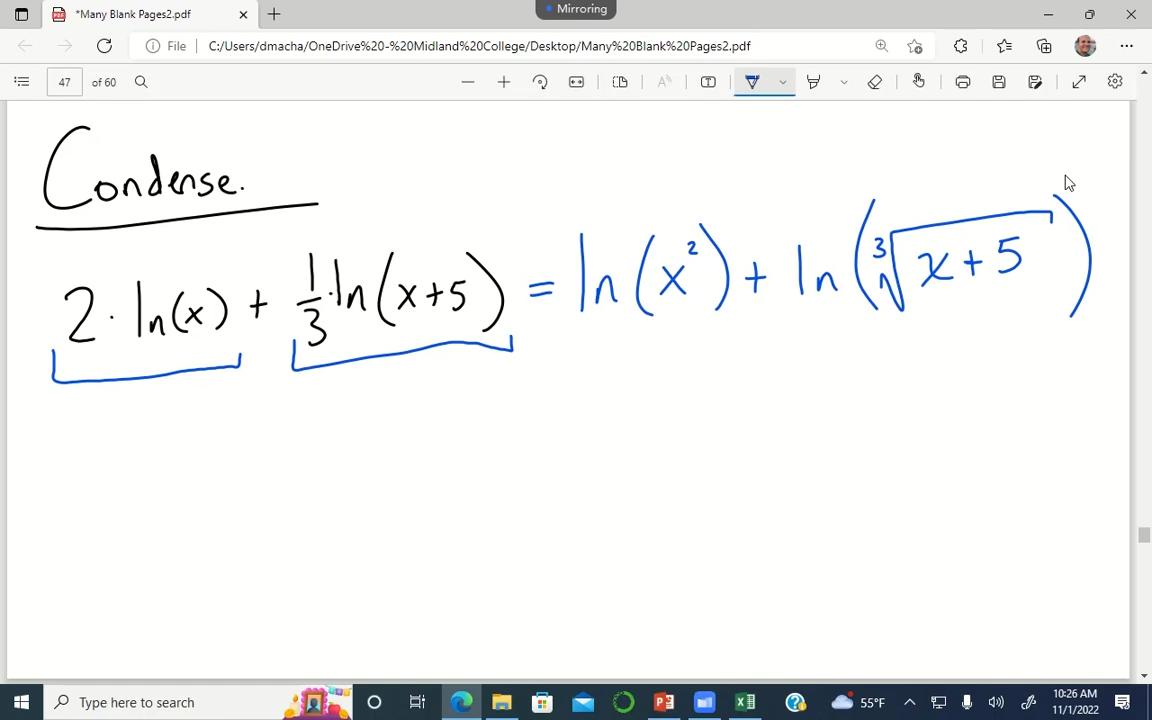 Mirroring
*Many Blank Pages2.pdf
File C:/Users/dmacha/OneDrive%20-%20Midland%20College/Desktop/Many%20Blank%20Pages2.pdf
47 of 60
Condense.
2 · ln(x) + 1/3 · ln(x+5) = ln(x²) + ln(∛(x+5))
Type here to search
55°F
10:26 AM
11/1/2022